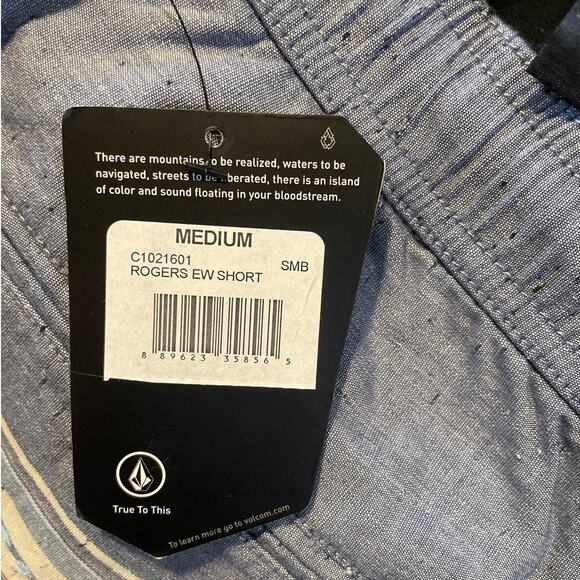 There are mountains to be realized, waters to be
navigated, streets to be liberated, there is an island
of color and sound floating in your bloodstream.
MEDIUM
C1021601
ROGERS EW SHORT SMB
8 89623 35856 5
True To This
To learn more go to volcom.com